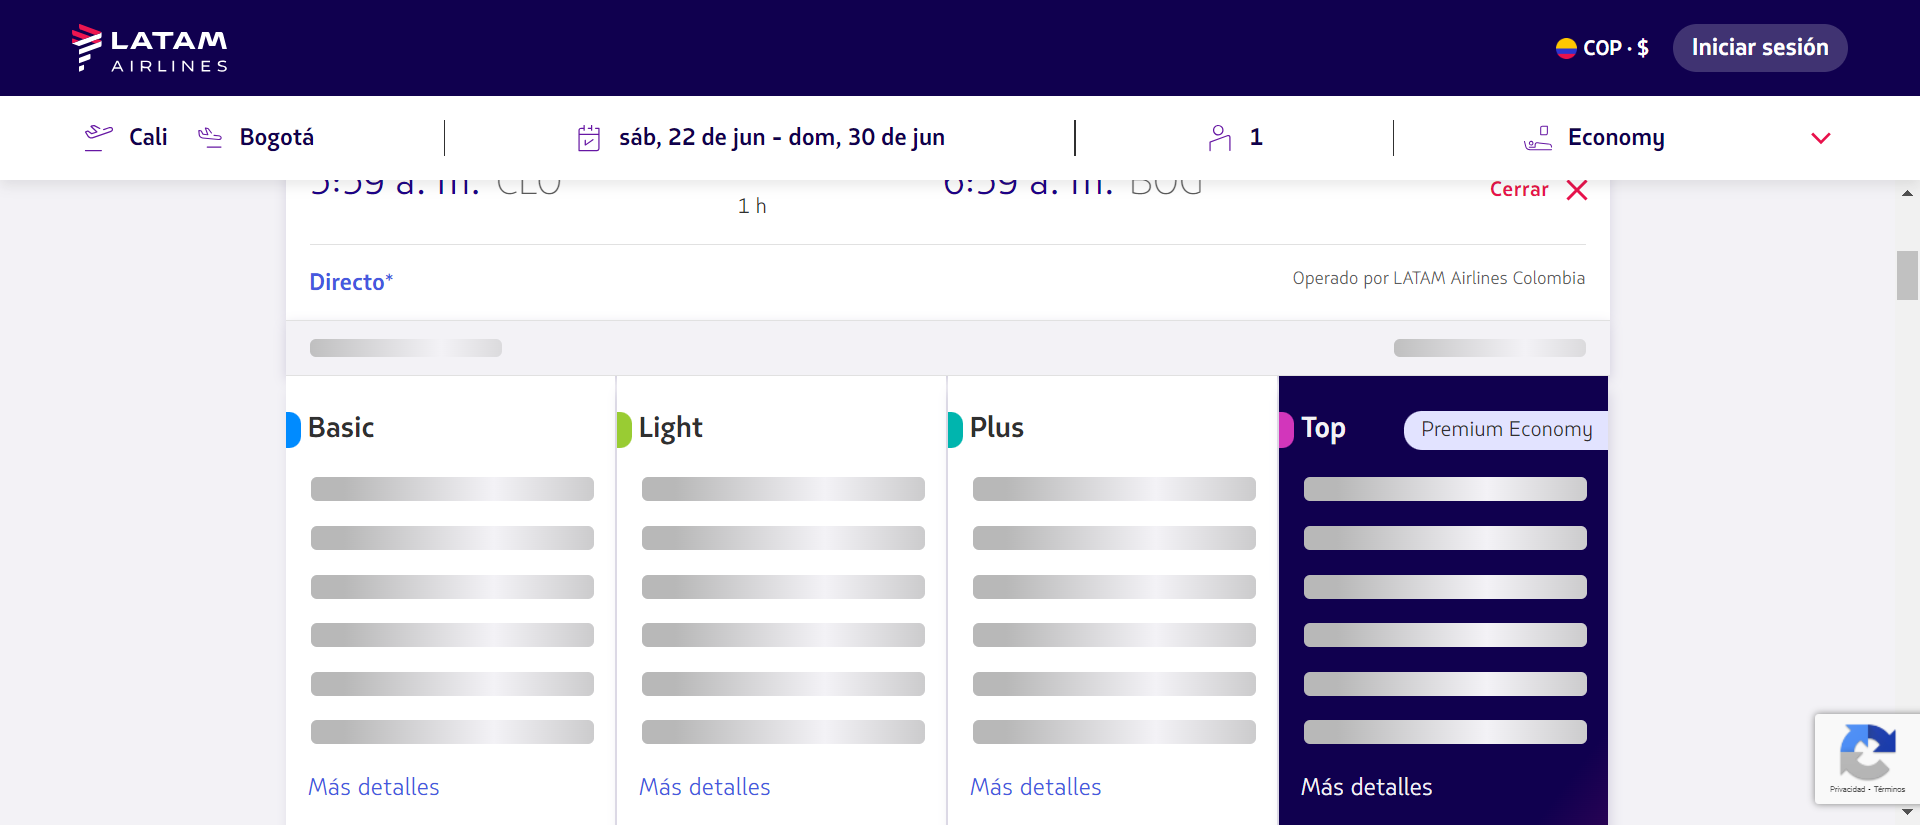 LATAM
AIRLINES
COP · $
Iniciar sesión
Cali
Bogotá
sáb, 22 de jun - dom, 30 de jun
1
Economy
5:59 a. m. CLO
1 h
6:59 a. m. BOG
Cerrar
Directo*
Operado por LATAM Airlines Colombia
Basic
Light
Plus
Top
Premium Economy
Más detalles
Más detalles
Más detalles
Más detalles
Privacidad - Términos